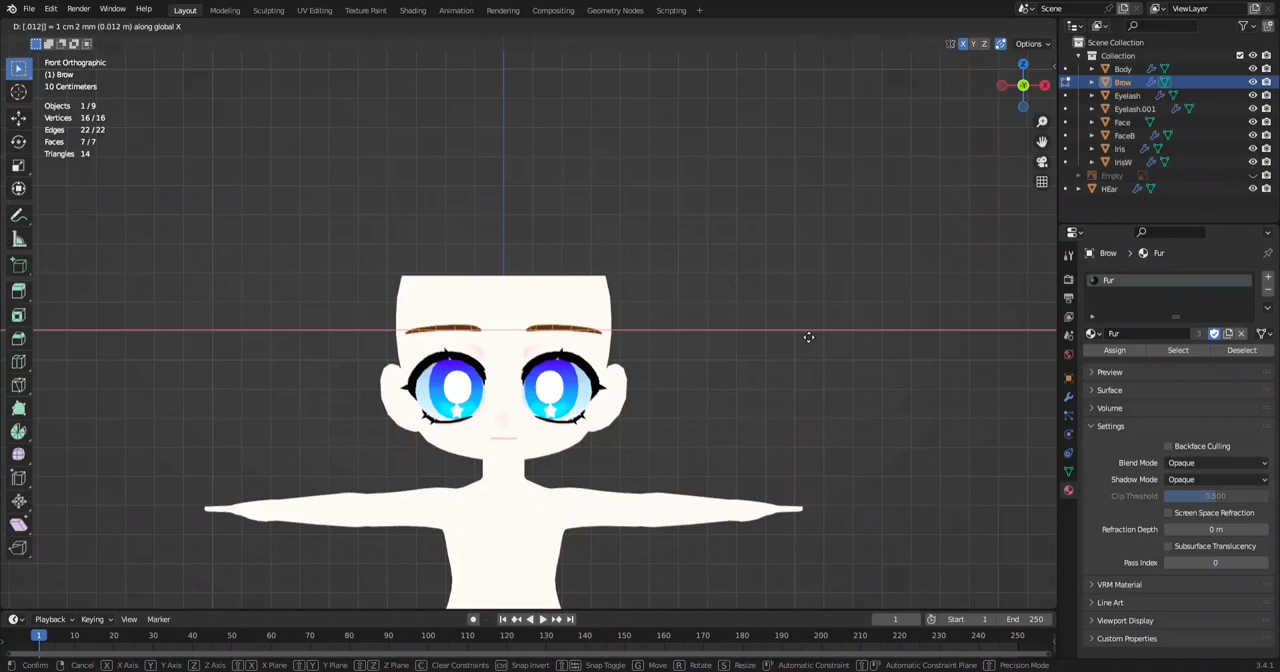 File Edit Render Window Help Layout Modeling Sculpting UV Editing Texture Paint Shading Animation Rendering Compositing Geometry Nodes Scripting + Scene ViewLayer
D: [.012|] = 1 cm 2 mm (0.012 m) along global X
X Y Z Options
Front Orthographic
(1) Brow
10 Centimeters
Objects 1/9
Vertices 16/16
Edges 22/22
Faces 7/7
Triangles 14
Z
Y
X
Scene Collection
Collection
Body
Brow
Eyelash
Eyelash.001
Face
FaceB
Iris
IrisW
Empty
HEar
Brow > Fur
Fur
Fur 3
Assign Select Deselect
Preview
Surface
Volume
Settings
Backface Culling
Blend Mode Opaque
Shadow Mode Opaque
Clip Threshold 0.500
Screen Space Refraction
Refraction Depth 0 m
Subsurface Translucency
Pass Index 0
VRM Material
Line Art
Viewport Display
Custom Properties
Playback Keying View Marker 1 Start 1 End 250
1 10 20 30 40 50 60 70 80 90 100 110 120 130 140 150 160 170 180 190 200 210 220 230 240 250
Confirm Cancel X X Axis Y Y Axis Z Z Axis X X Plane Y Y Plane Z Z Plane C Clear Constraints Snap Invert Snap Toggle G Move R Rotate S Resize Automatic Constraint Automatic Constraint Plane Precision Mode 3.4.1